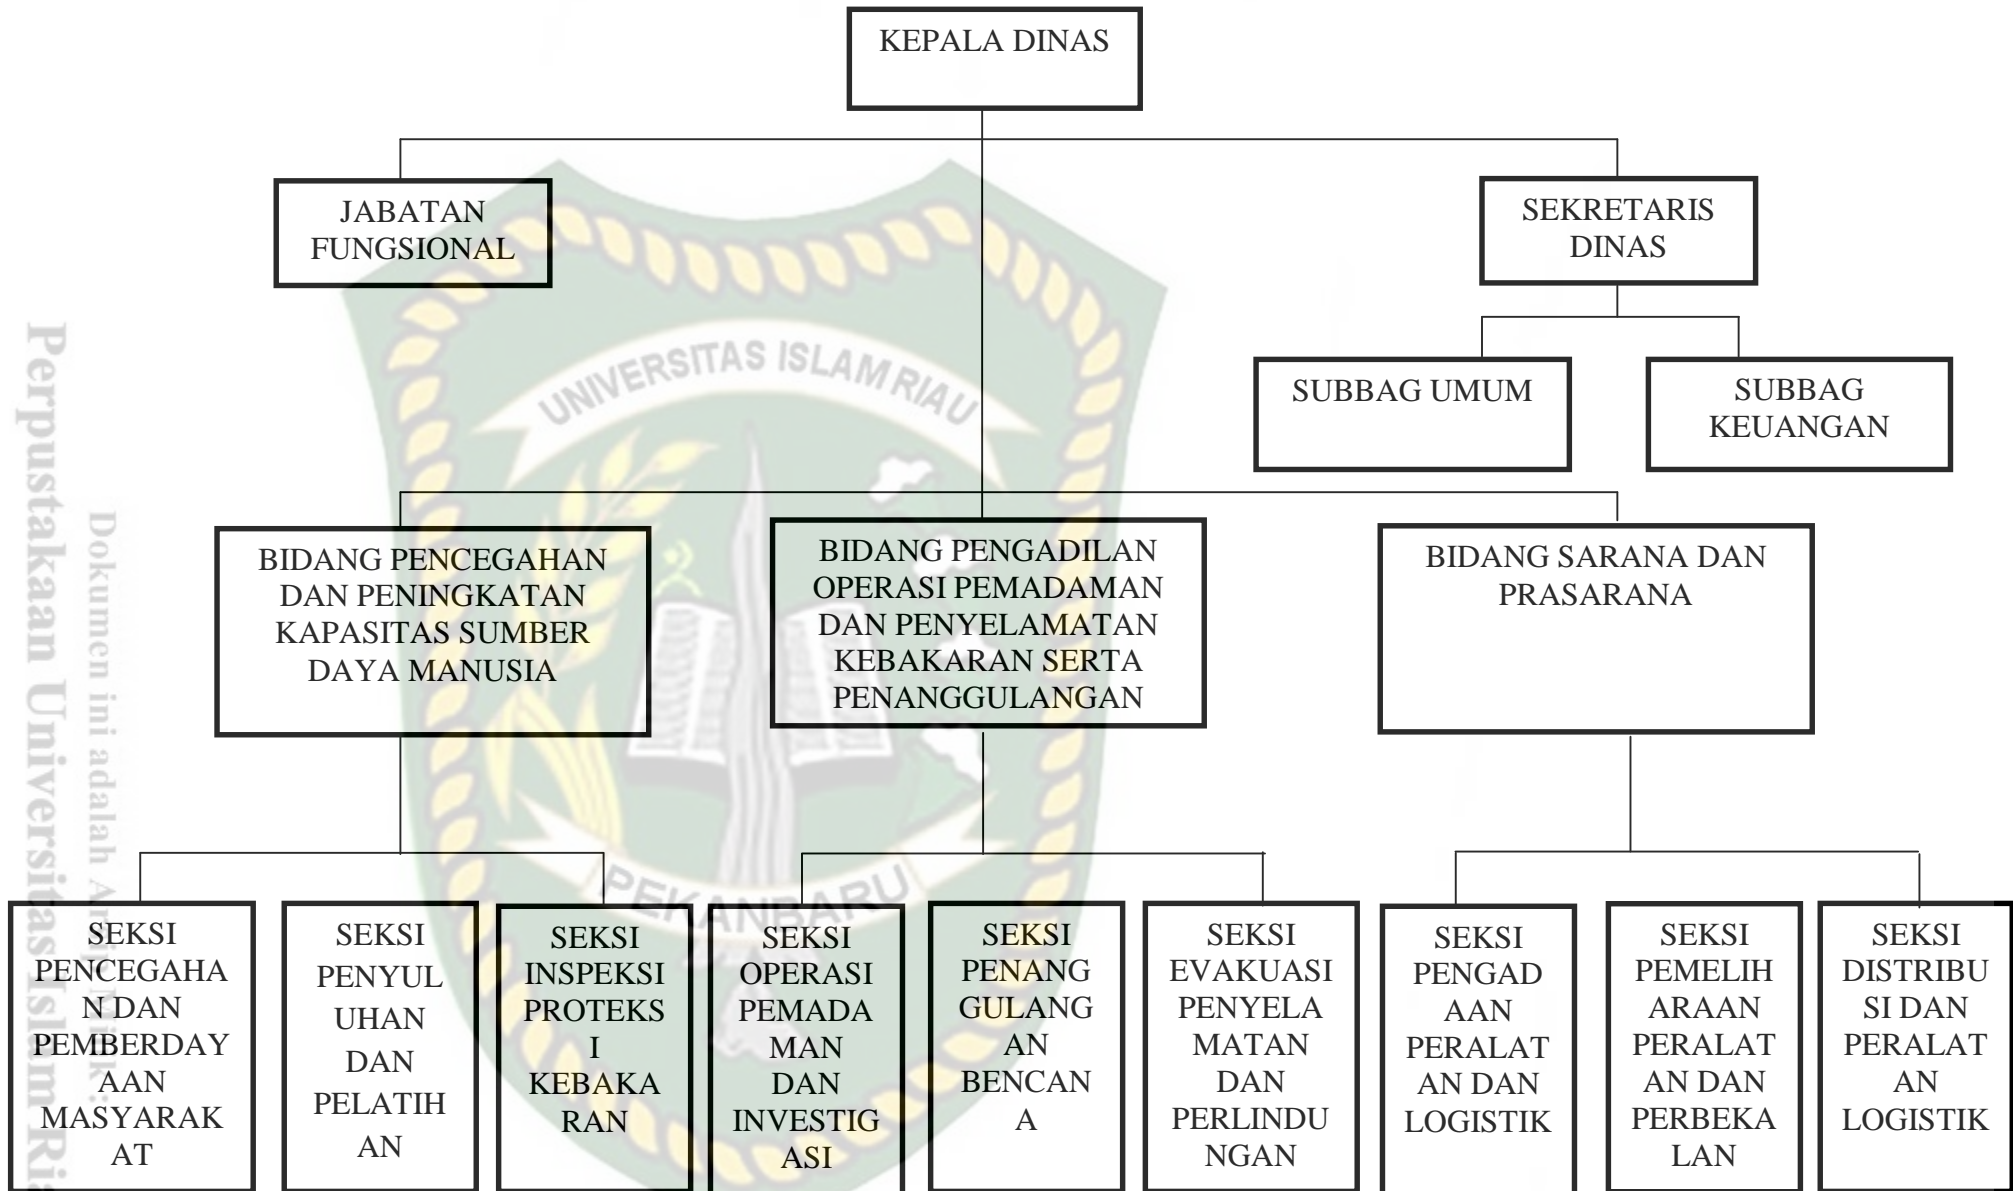 KEPALA DINAS
JABATAN
FUNGSIONAL
SEKRETARIS
DINAS
SUBBAG UMUM
SUBBAG
KEUANGAN
BIDANG PENCEGAHAN
DAN PENINGKATAN
KAPASITAS SUMBER
DAYA MANUSIA
BIDANG PENGADILAN
OPERASI PEMADAMAN
DAN PENYELAMATAN
KEBAKARAN SERTA
PENANGGULANGAN
BIDANG SARANA DAN
PRASARANA
SEKSI
PENCEGAHA
N DAN
PEMBERDAY
AAN
MASYARAK
AT
SEKSI
PENYUL
UHAN
DAN
PELATIH
AN
SEKSI
INSPEKSI
PROTEKS
I
KEBAKA
RAN
SEKSI
OPERASI
PEMADA
MAN
DAN
INVESTIG
ASI
SEKSI
PENANG
GULANG
AN
BENCAN
A
SEKSI
EVAKUASI
PENYELA
MATAN
DAN
PERLINDU
NGAN
SEKSI
PENGAD
AAN
PERALAT
AN DAN
LOGISTIK
SEKSI
PEMELIH
ARAAN
PERALAT
AN DAN
PERBEKA
LAN
SEKSI
DISTRIBU
SI DAN
PERALAT
AN
LOGISTIK
UNIVERSITAS ISLAM RIAU
PEKANBARU
Dokumen ini adalah Arsip Milik :
Perpustakaan Universitas Islam Ria